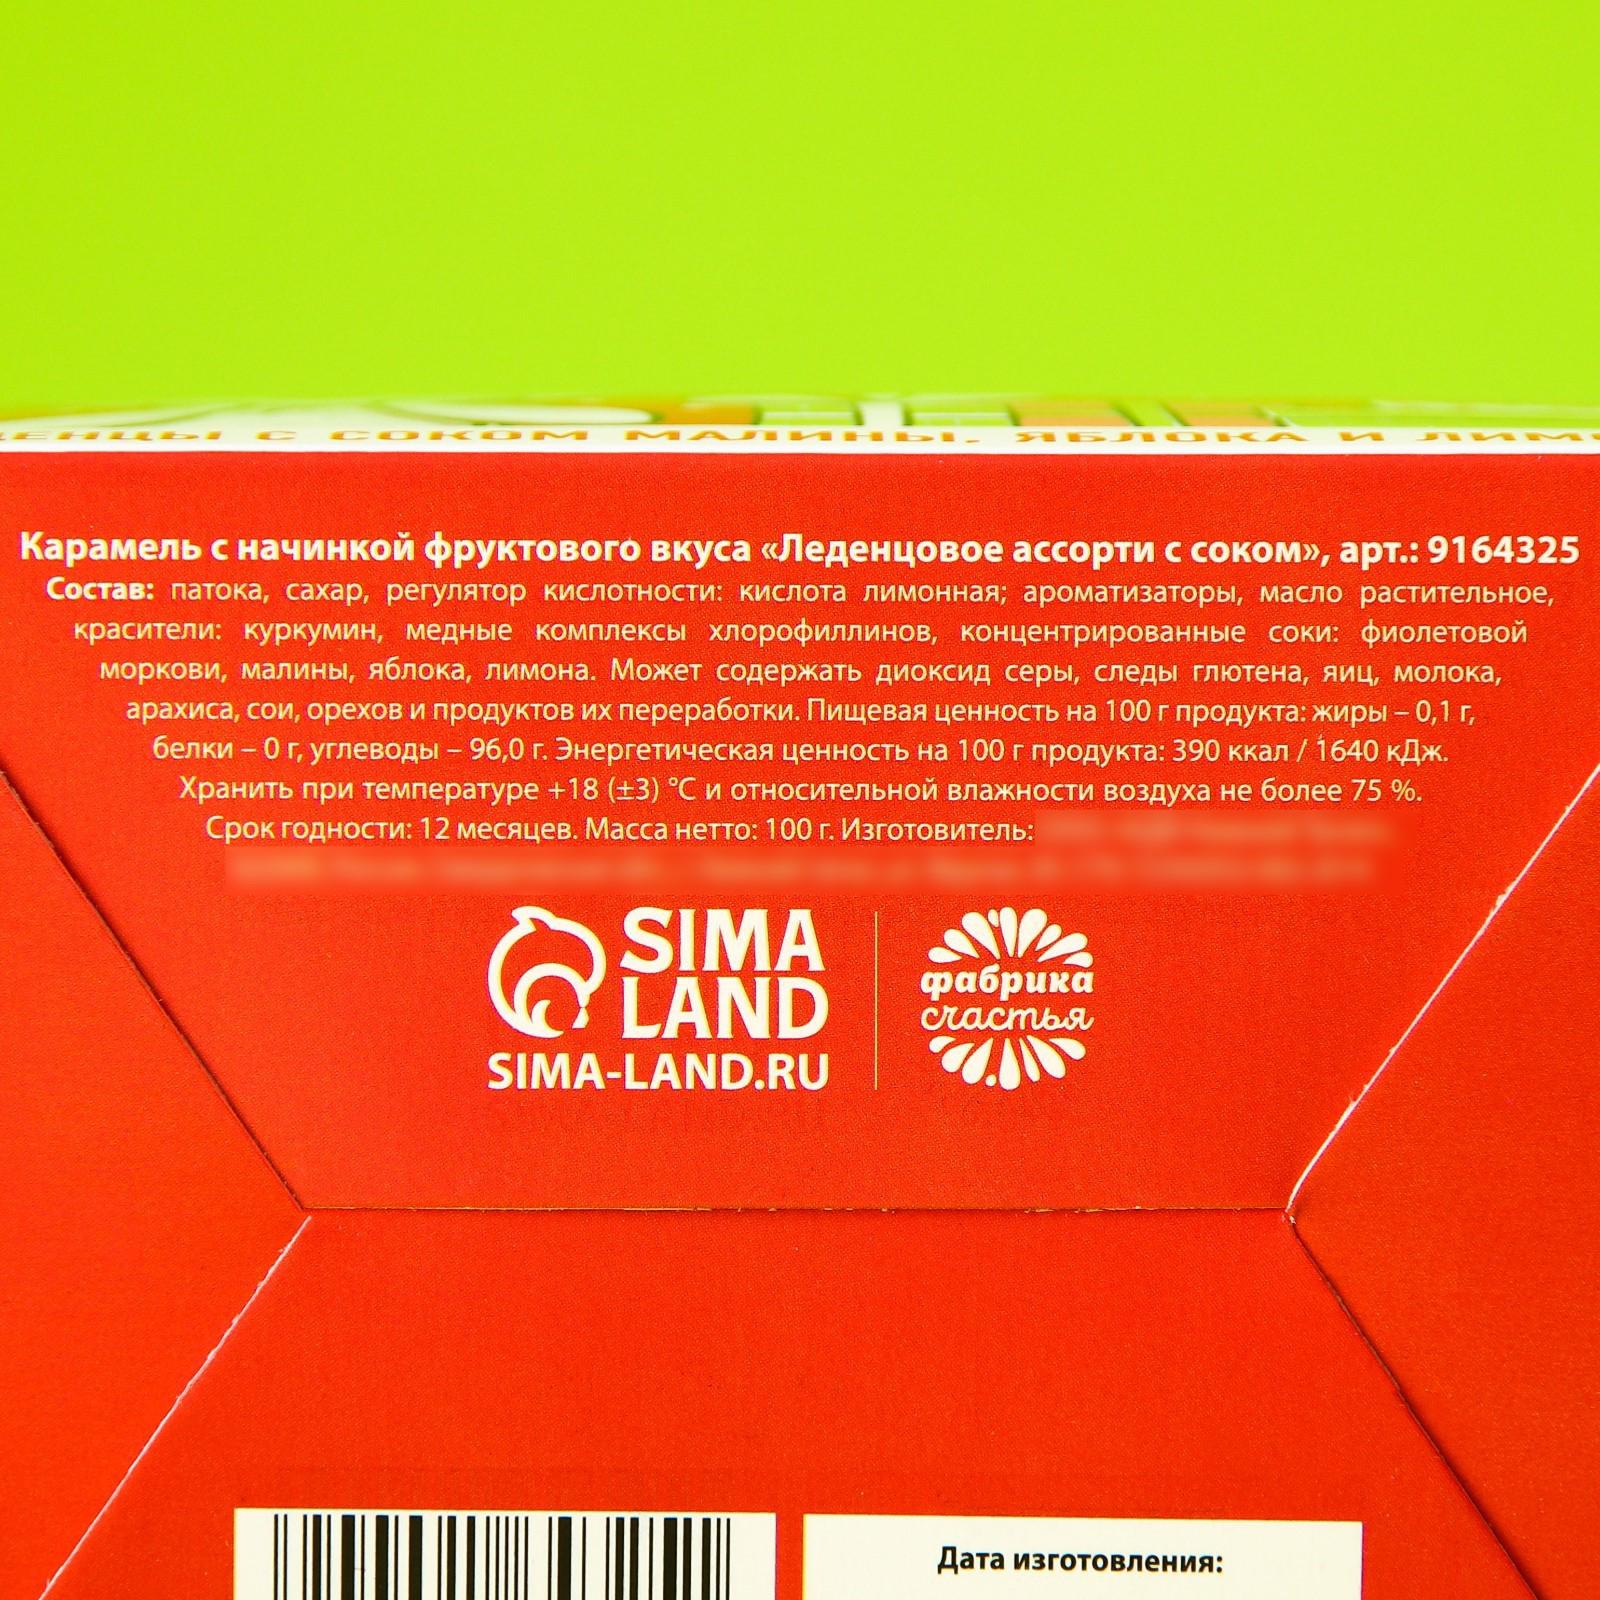 С СОКОМ МАЛИНЫ, ЯБЛОКА И
Карамель с начинкой фруктового вкуса «Леденцовое ассорти с соком», арт.: 9164325
Состав: патока, сахар, регулятор кислотности: кислота лимонная; ароматизаторы, масло растительное,
красители: куркумин, медные комплексы хлорофиллинов, концентрированные соки: фиолетовой
моркови, малины, яблока, лимона. Может содержать диоксид серы, следы глютена, яиц, молока,
арахиса, сои, орехов и продуктов их переработки. Пищевая ценность на 100 г продукта: жиры – 0,1 г,
белки – 0 г, углеводы – 96,0 г. Энергетическая ценность на 100 г продукта: 390 ккал / 1640 кДж.
Хранить при температуре +18 (±3) °С и относительной влажности воздуха не более 75 %.
Срок годности: 12 месяцев. Масса нетто: 100 г. Изготовитель:
SIMA
LAND
SIMA-LAND.RU
фабрика
счастья
Дата изготовления: